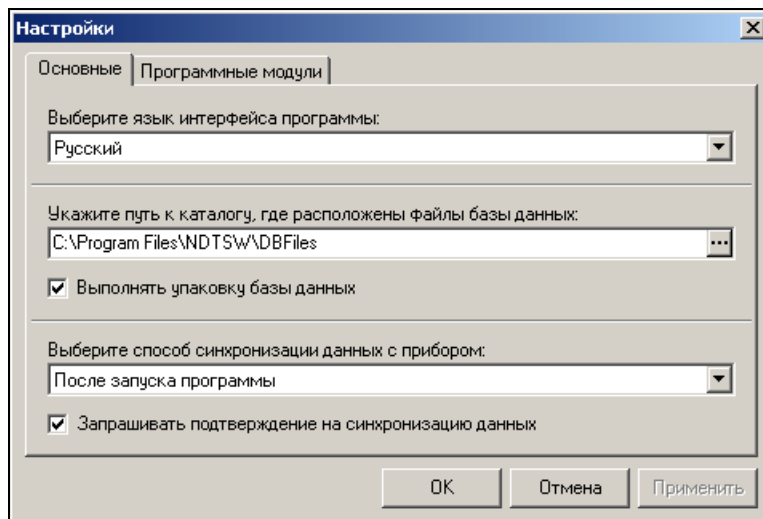 Настройки
Основные
Программные модули
Выберите язык интерфейса программы:
Русский
Укажите путь к каталогу, где расположены файлы базы данных:
C:\Program Files\NDTSW\DBFiles
...
Выполнять упаковку базы данных
Выберите способ синхронизации данных с прибором:
После запуска программы
Запрашивать подтверждение на синхронизацию данных
OK
Отмена
Применить